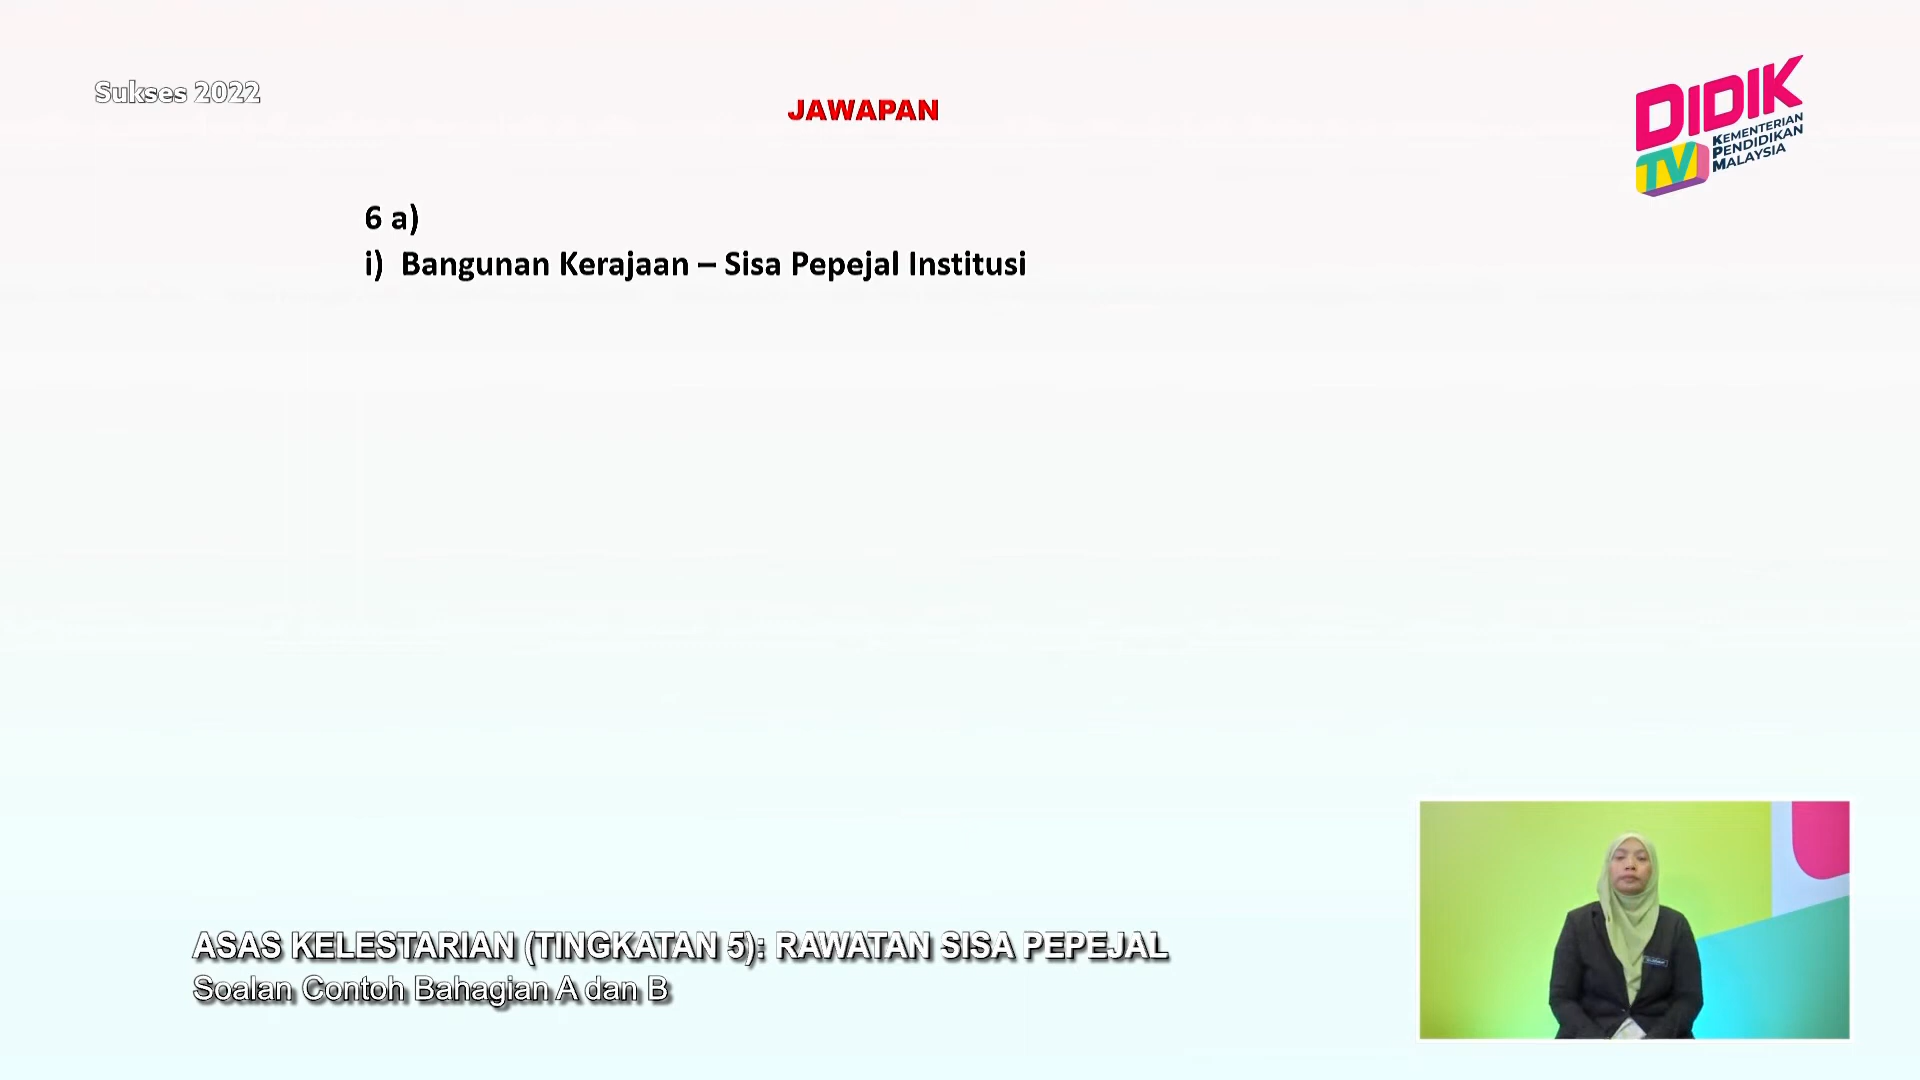 Sukses 2022
JAWAPAN
DIDIK
TV
KEMENTERIAN
PENDIDIKAN
MALAYSIA
6 a)
i) Bangunan Kerajaan – Sisa Pepejal Institusi
ASAS KELESTARIAN (TINGKATAN 5): RAWATAN SISA PEPEJAL
Soalan Contoh Bahagian A dan B